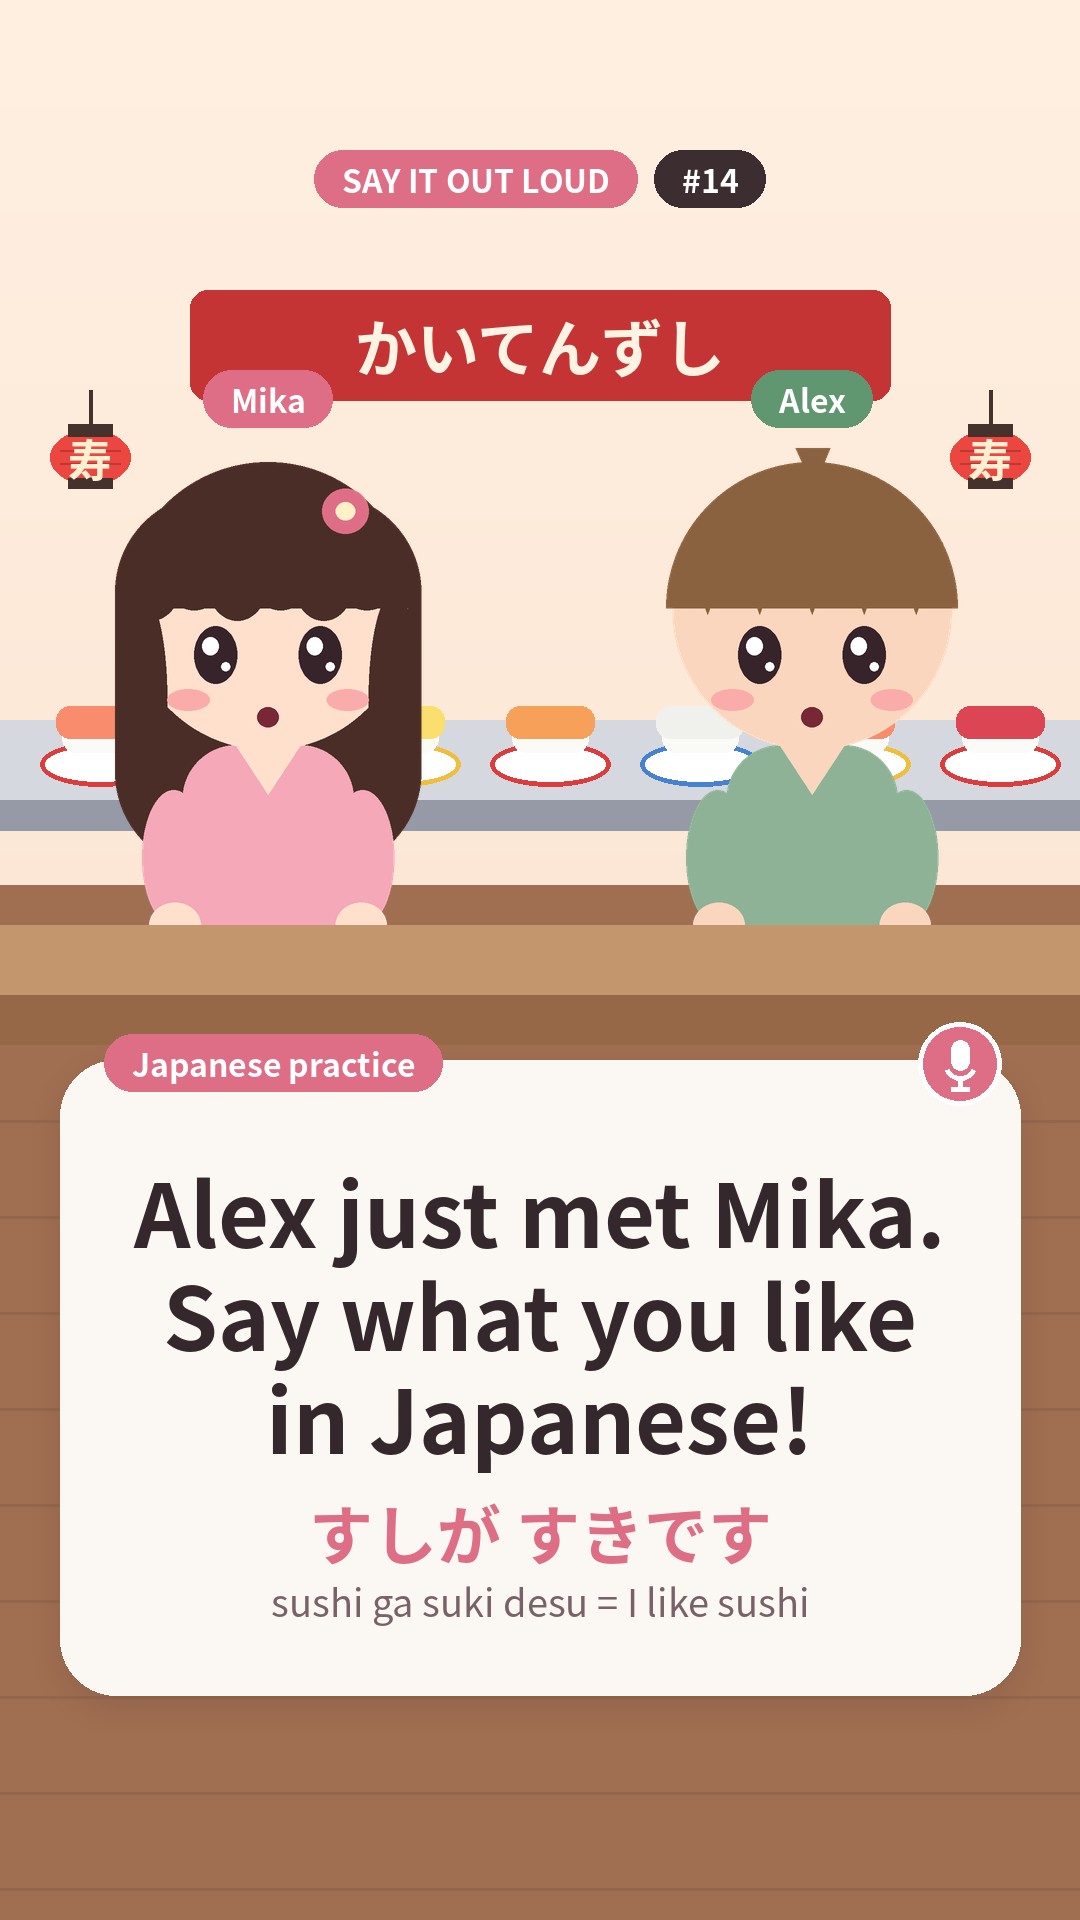 SAY IT OUT LOUD #14
かいてんずし
Mika
Alex
寿
寿
Japanese practice
Alex just met Mika.
Say what you like
in Japanese!
すしが すきです
sushi ga suki desu = I like sushi